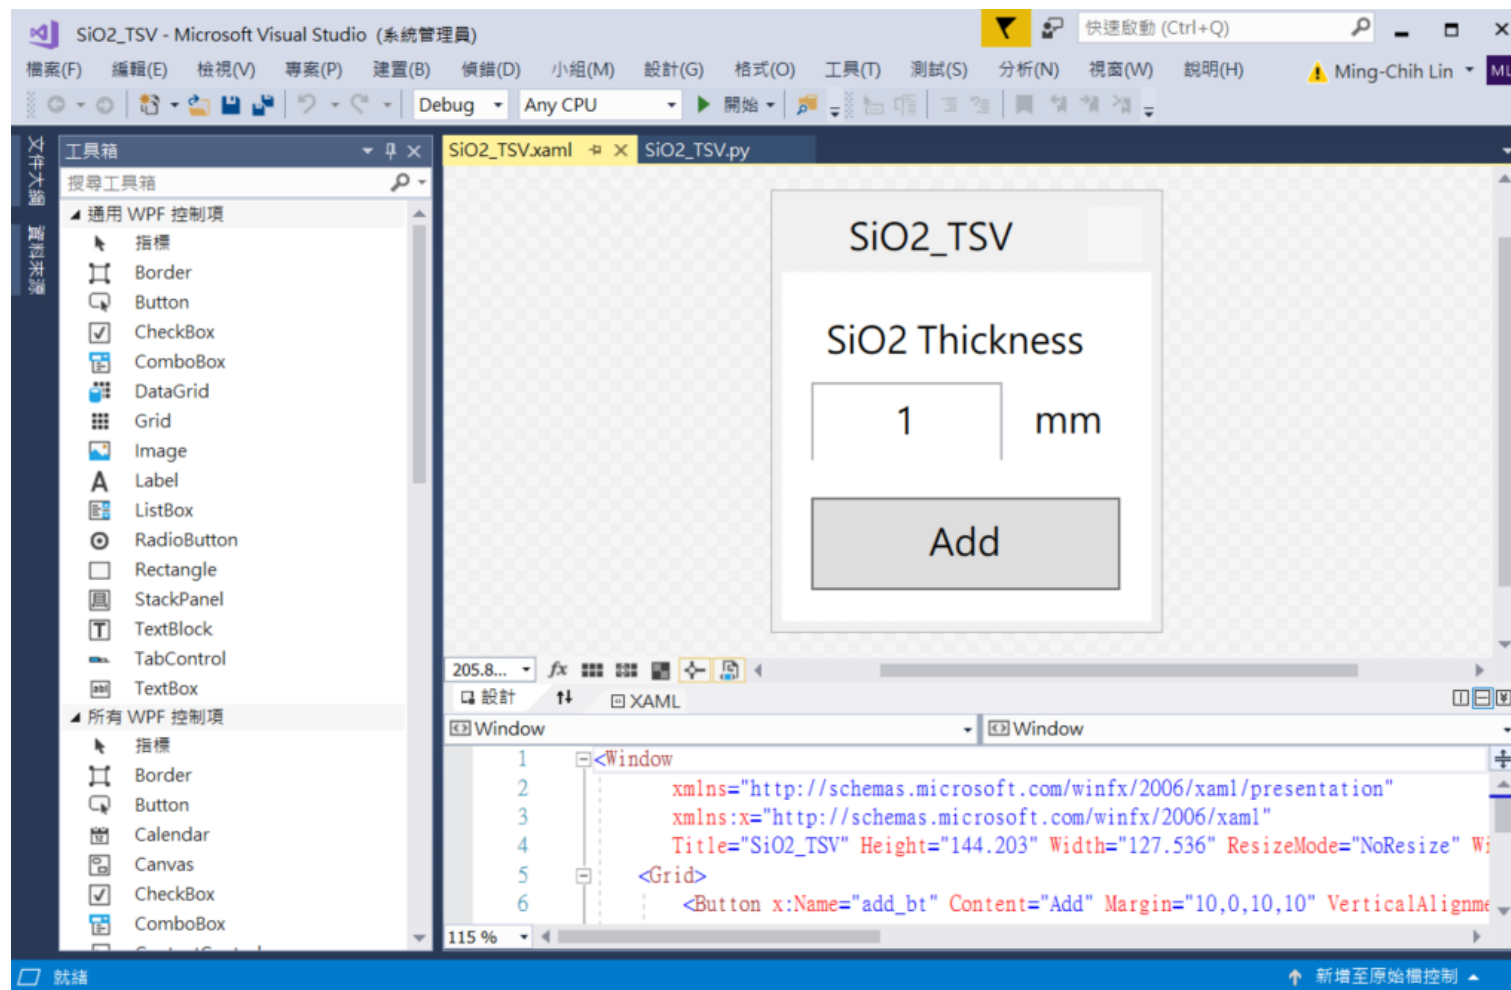 SiO2_TSV - Microsoft Visual Studio (系統管理員)
快速啟動 (Ctrl+Q)
檔案(F) 編輯(E) 檢視(V) 專案(P) 建置(B) 偵錯(D) 小組(M) 設計(G) 格式(O) 工具(T) 測試(S) 分析(N) 視窗(W) 說明(H) Ming-Chih Lin ML
Debug Any CPU 開始
文件大綱
資料來源
工具箱
搜尋工具箱
通用 WPF 控制項
指標
Border
Button
CheckBox
ComboBox
DataGrid
Grid
Image
Label
ListBox
RadioButton
Rectangle
StackPanel
TextBlock
TabControl
TextBox
所有 WPF 控制項
指標
Border
Button
Calendar
Canvas
CheckBox
ComboBox
SiO2_TSV.xaml SiO2_TSV.py
SiO2_TSV
SiO2 Thickness
1 mm
Add
205.8...
設計 XAML
Window Window
1 <Window
2 xmlns="http://schemas.microsoft.com/winfx/2006/xaml/presentation"
3 xmlns:x="http://schemas.microsoft.com/winfx/2006/xaml"
4 Title="SiO2_TSV" Height="144.203" Width="127.536" ResizeMode="NoResize" Wi
5 <Grid>
6 <Button x:Name="add_bt" Content="Add" Margin="10,0,10,10" VerticalAlignme
115 %
就緒 新增至原始檔控制